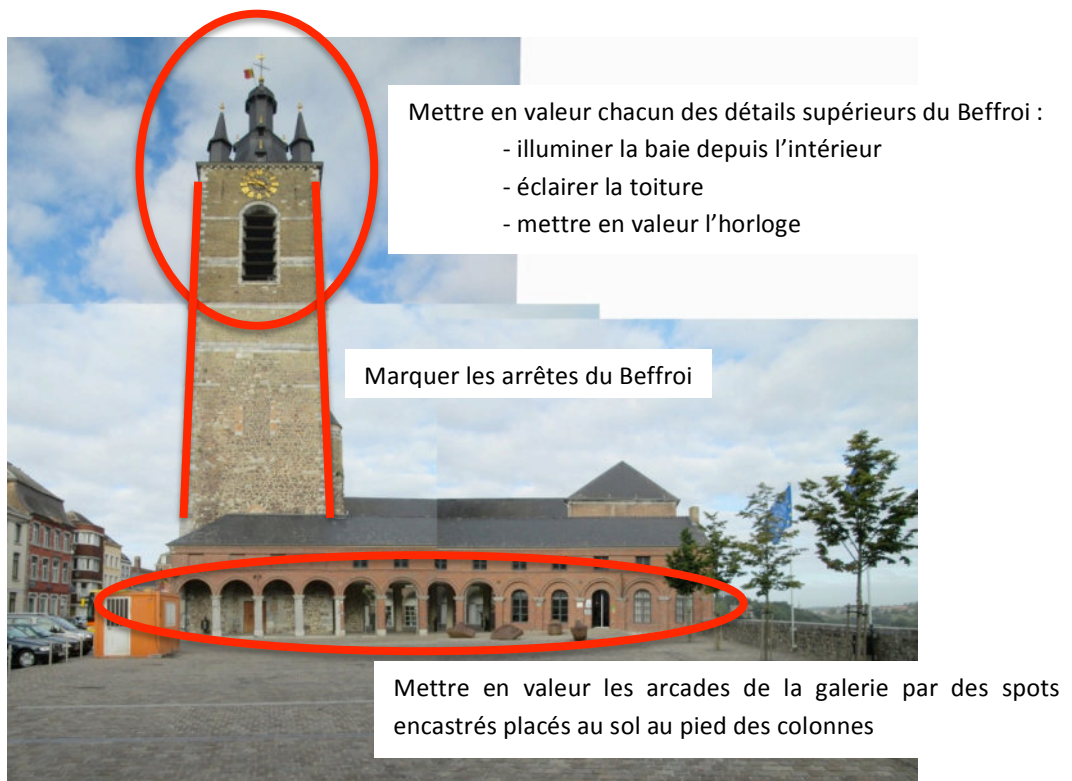 Mettre en valeur chacun des détails supérieurs du Beffroi :
- illuminer la baie depuis l’intérieur
- éclairer la toiture
- mettre en valeur l’horloge
Marquer les arrêtes du Beffroi
Mettre en valeur les arcades de la galerie par des spots
encastrés placés au sol au pied des colonnes